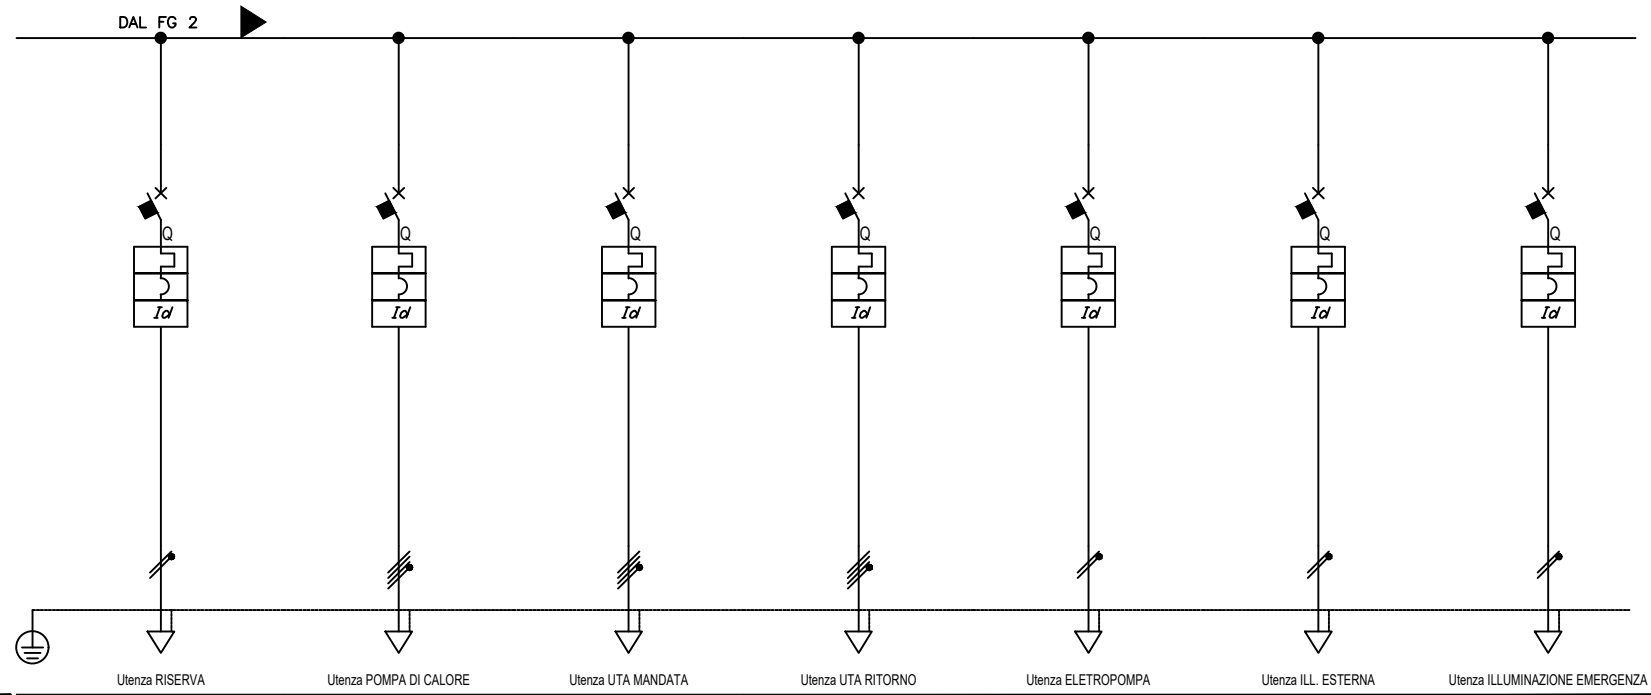 DAL FG 2
Q Q Q Q Q Q Q
Id Id Id Id Id Id Id
Utenza RISERVA
Utenza POMPA DI CALORE
Utenza UTA MANDATA
Utenza UTA RITORNO
Utenza ELETROPOMPA
Utenza ILL. ESTERNA
Utenza ILLUMINAZIONE EMERGENZA